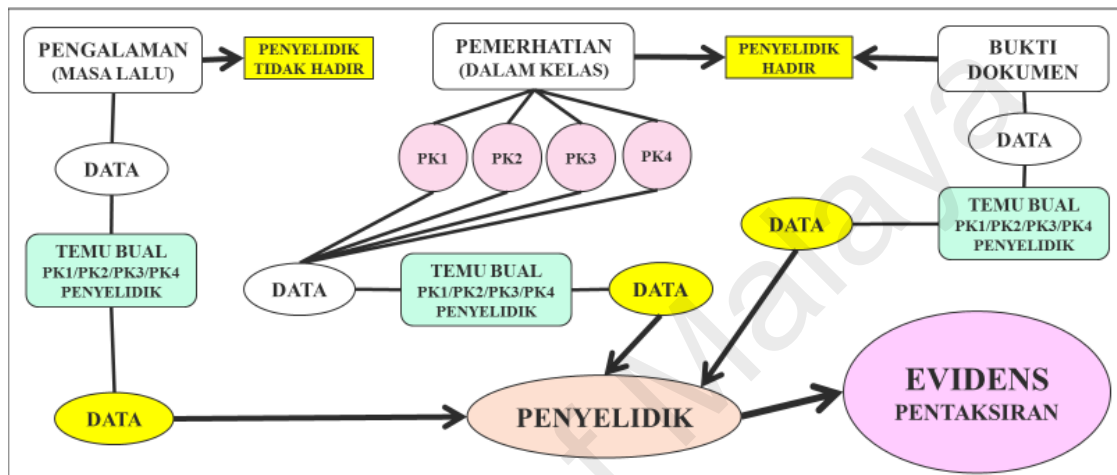 PENGALAMAN
(MASA LALU)
PENYELIDIK
TIDAK HADIR
PEMERHATIAN
(DALAM KELAS)
PENYELIDIK
HADIR
BUKTI
DOKUMEN
DATA
PK1
PK2
PK3
PK4
DATA
TEMU BUAL
PK1/PK2/PK3/PK4
PENYELIDIK
DATA
TEMU BUAL
PK1/PK2/PK3/PK4
PENYELIDIK
DATA
TEMU BUAL
PK1/PK2/PK3/PK4
PENYELIDIK
DATA
DATA
PENYELIDIK
EVIDENS
PENTAKSIRAN
f Malaya